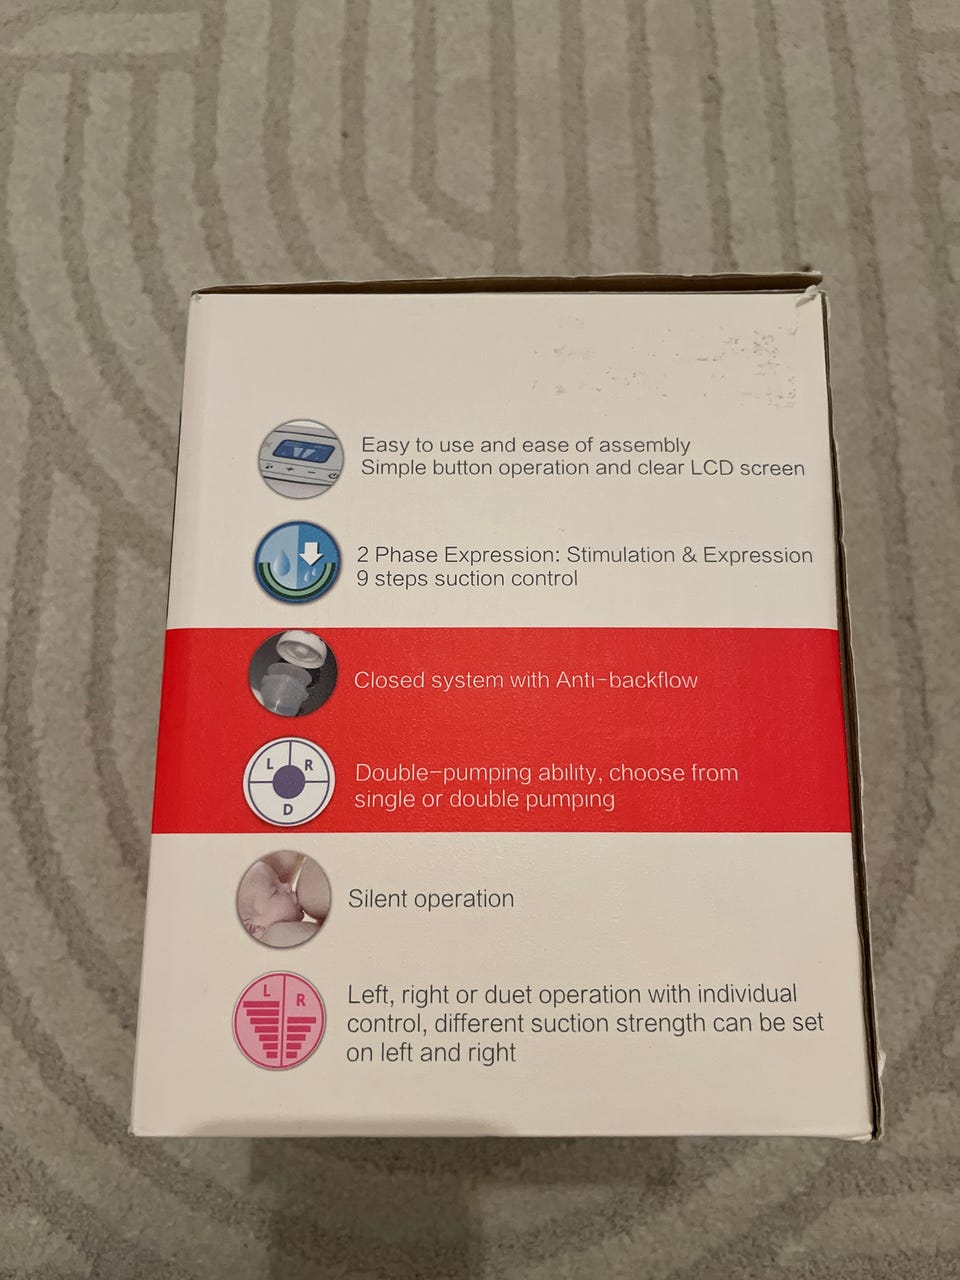 Easy to use and ease of assembly
Simple button operation and clear LCD screen
2 Phase Expression: Stimulation & Expression
9 steps suction control
Closed system with Anti-backflow
L R
D
Double-pumping ability, choose from
single or double pumping
Silent operation
L R
Left, right or duet operation with individual
control, different suction strength can be set
on left and right